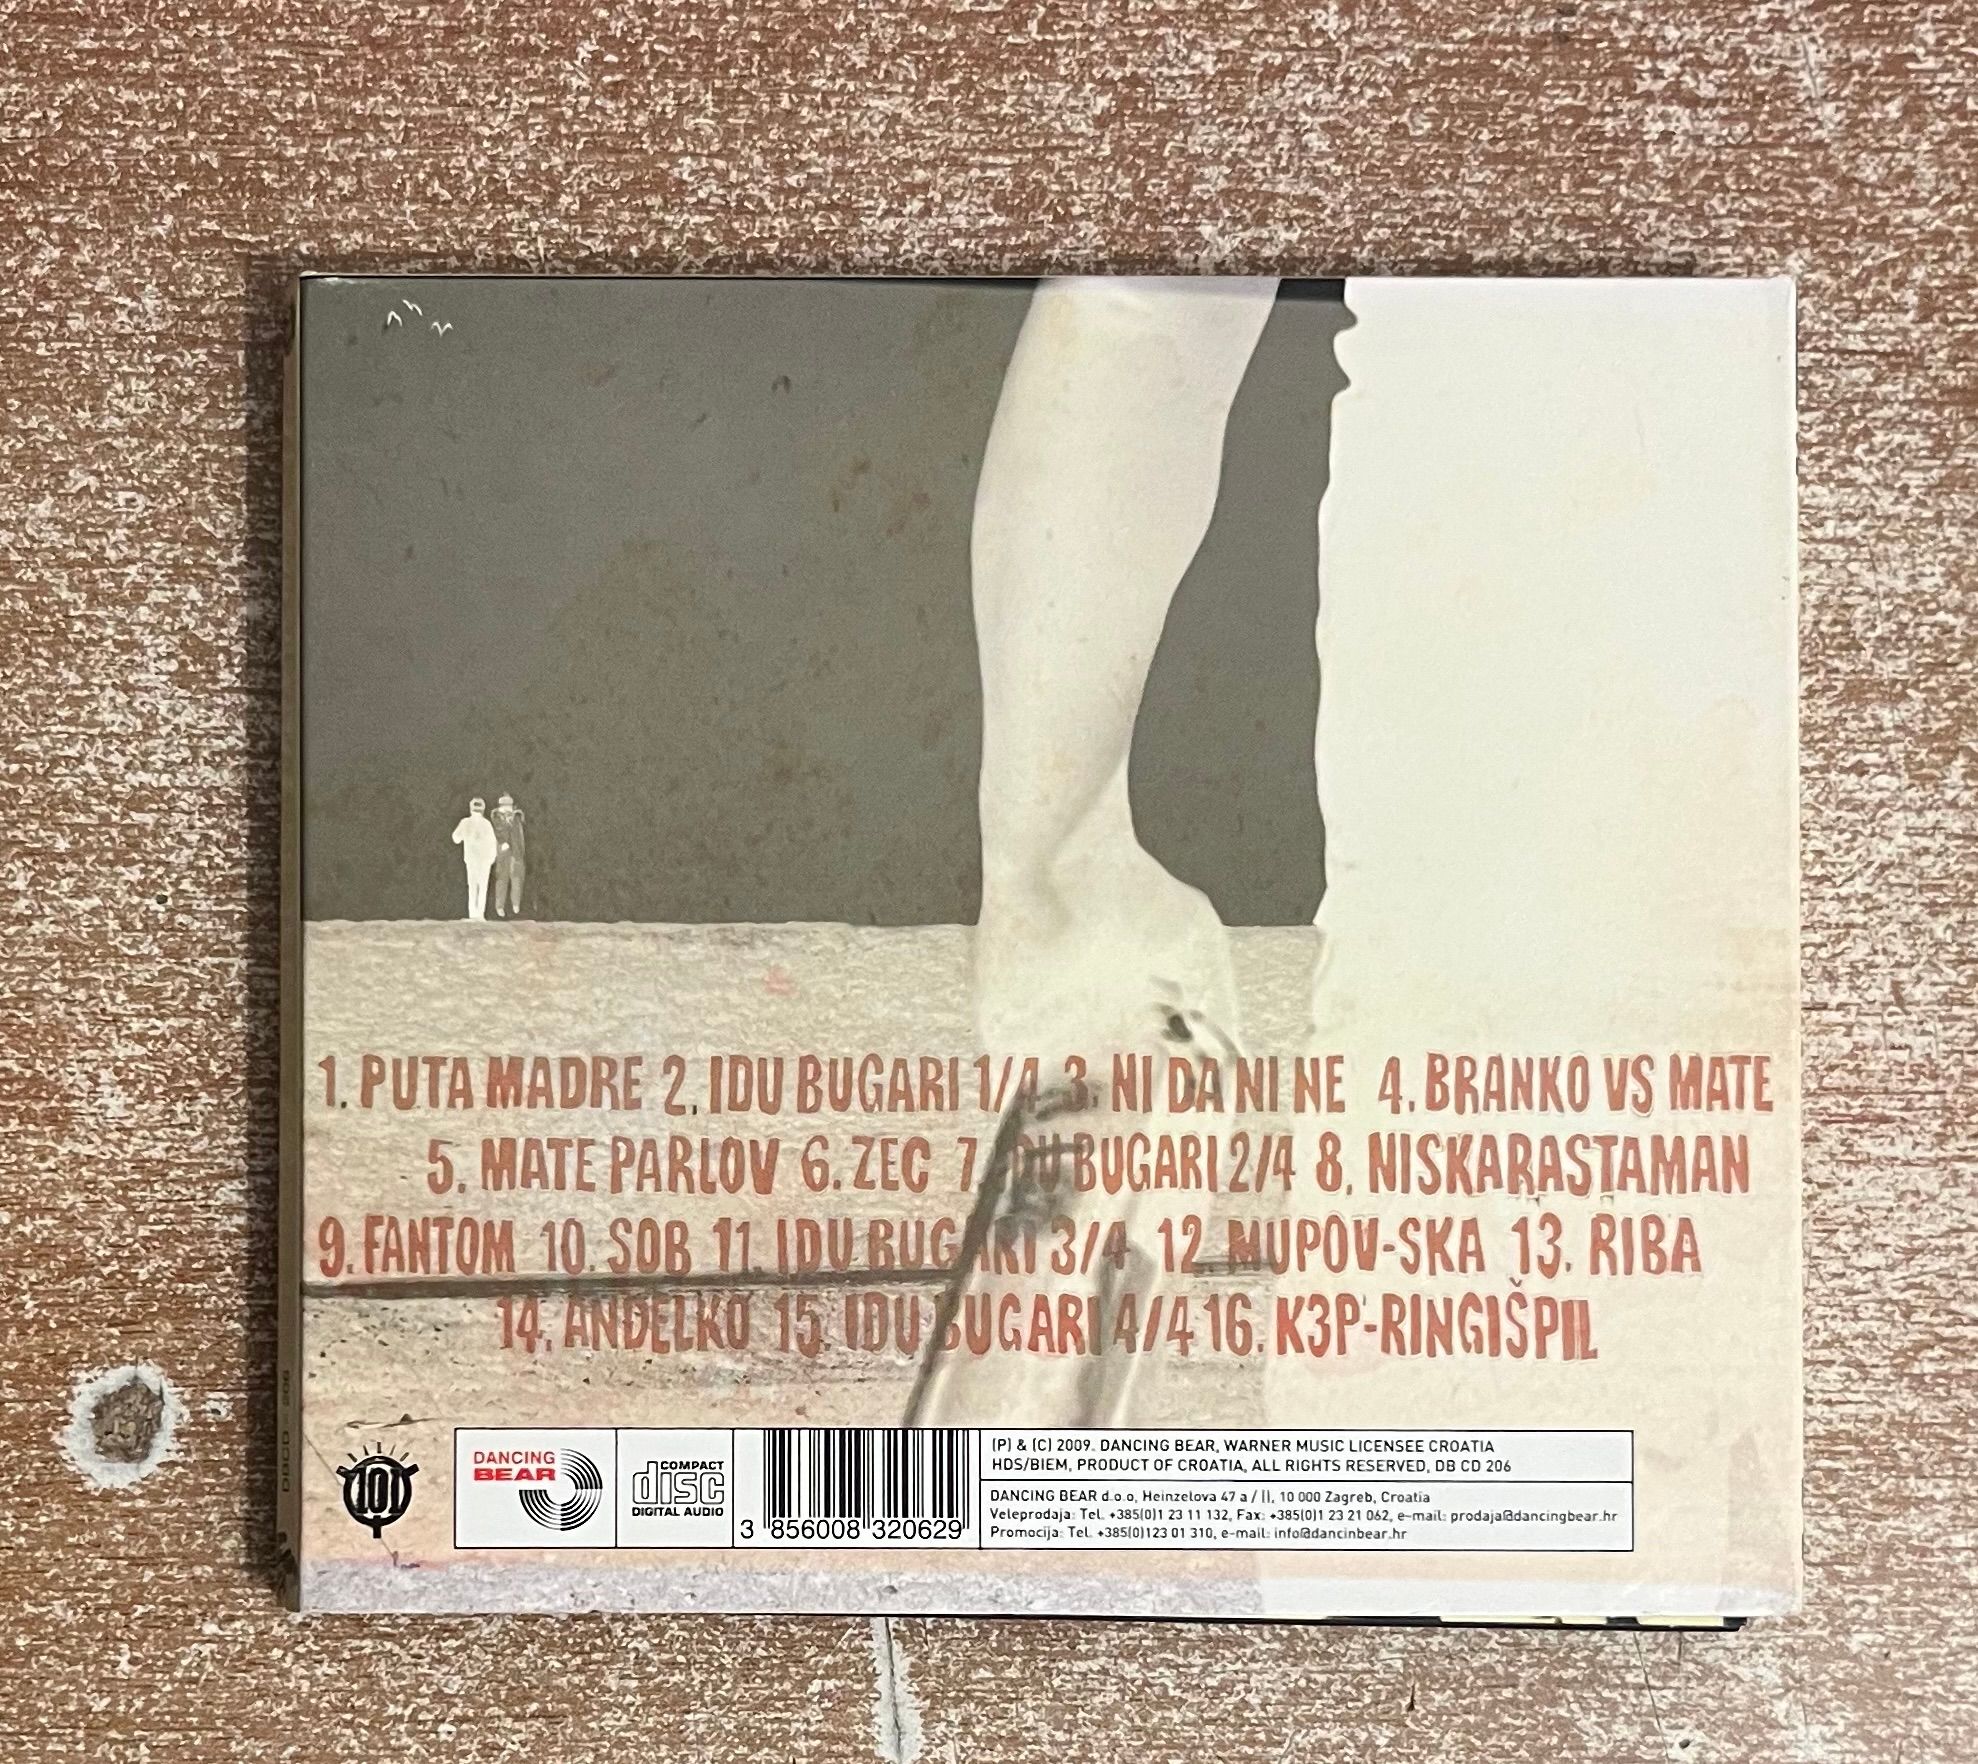 1. PUTA MADRE 2. IDU BUGARI 1/4 3. NI DA NI NE 4. BRANKO VS MATE
5. MATE PARLOV 6. ZEC 7. IDU BUGARI 2/4 8. NISKARASTAMAN
9. FANTOM 10. SOB 11. IDU BUGARI 3/4 12. MUPOV-SKA 13. RIBA
14. ANĐELKO 15. IDU BUGARI 4/4 16. K3P-RINGIŠPIL
101
DANCING
BEAR
COMPACT
disc
DIGITAL AUDIO
3 856008 320629
(P) & (C) 2009. DANCING BEAR, WARNER MUSIC LICENSEE CROATIA
HDS/BIEM, PRODUCT OF CROATIA, ALL RIGHTS RESERVED, DB CD 206
DANCING BEAR d.o.o, Heinzelova 47 a / II, 10 000 Zagreb, Croatia
Veleprodaja: Tel. +385(0)1 23 11 132, Fax: +385(0)1 23 21 062, e-mail: prodaja@dancingbear.hr
Promocija: Tel. +385(0)123 01 310, e-mail: info@dancinbear.hr
DBCD - 206